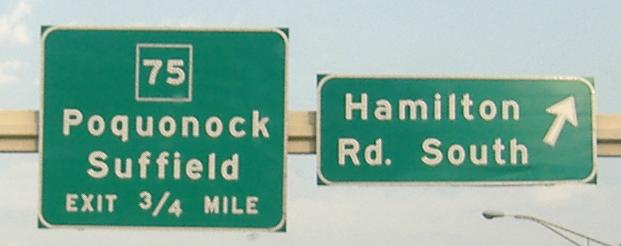 75
Poquonock
Suffield
EXIT 3/4 MILE
Hamilton
Rd. South